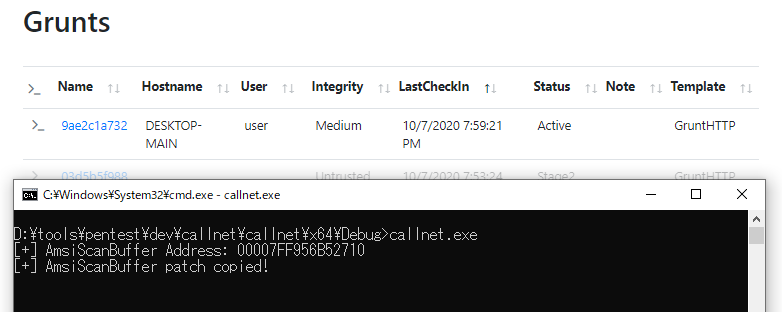 Grunts
>_ Name ↑↓ Hostname ↑↓ User ↑↓ Integrity ↑↓ LastCheckIn ↑↓ Status ↑↓ Note ↑↓ Template ↑↓
>_ 9ae2c1a732 DESKTOP- user Medium 10/7/2020 7:59:21 Active GruntHTTP
MAIN PM
03d5b5f988 Untrusted 10/7/2020 7:53:24 Stage2 GruntHTTP
C:¥Windows¥System32¥cmd.exe - callnet.exe
D:¥tools¥pentest¥dev¥callnet¥callnet¥x64¥Debug>callnet.exe
[+] AmsiScanBuffer Address: 00007FF956B52710
[+] AmsiScanBuffer patch copied!